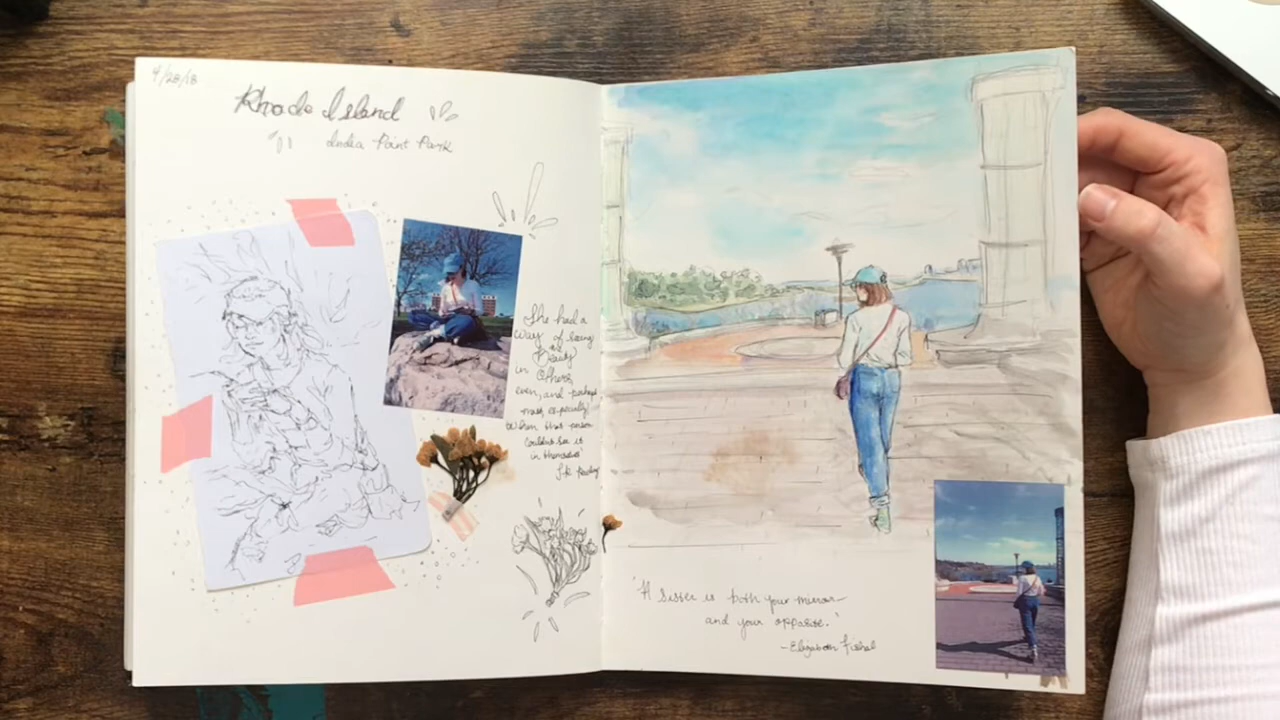 4/28/18
Rhode Island
India Point Park
She had a
way of seeing
Beauty
in Others,
even, and perhaps
most especially
when that person
couldn't see it
in themselves"
J.K. Rowling
"A sister is both your mirror—
and your opposite."
-Elizabeth Fishel